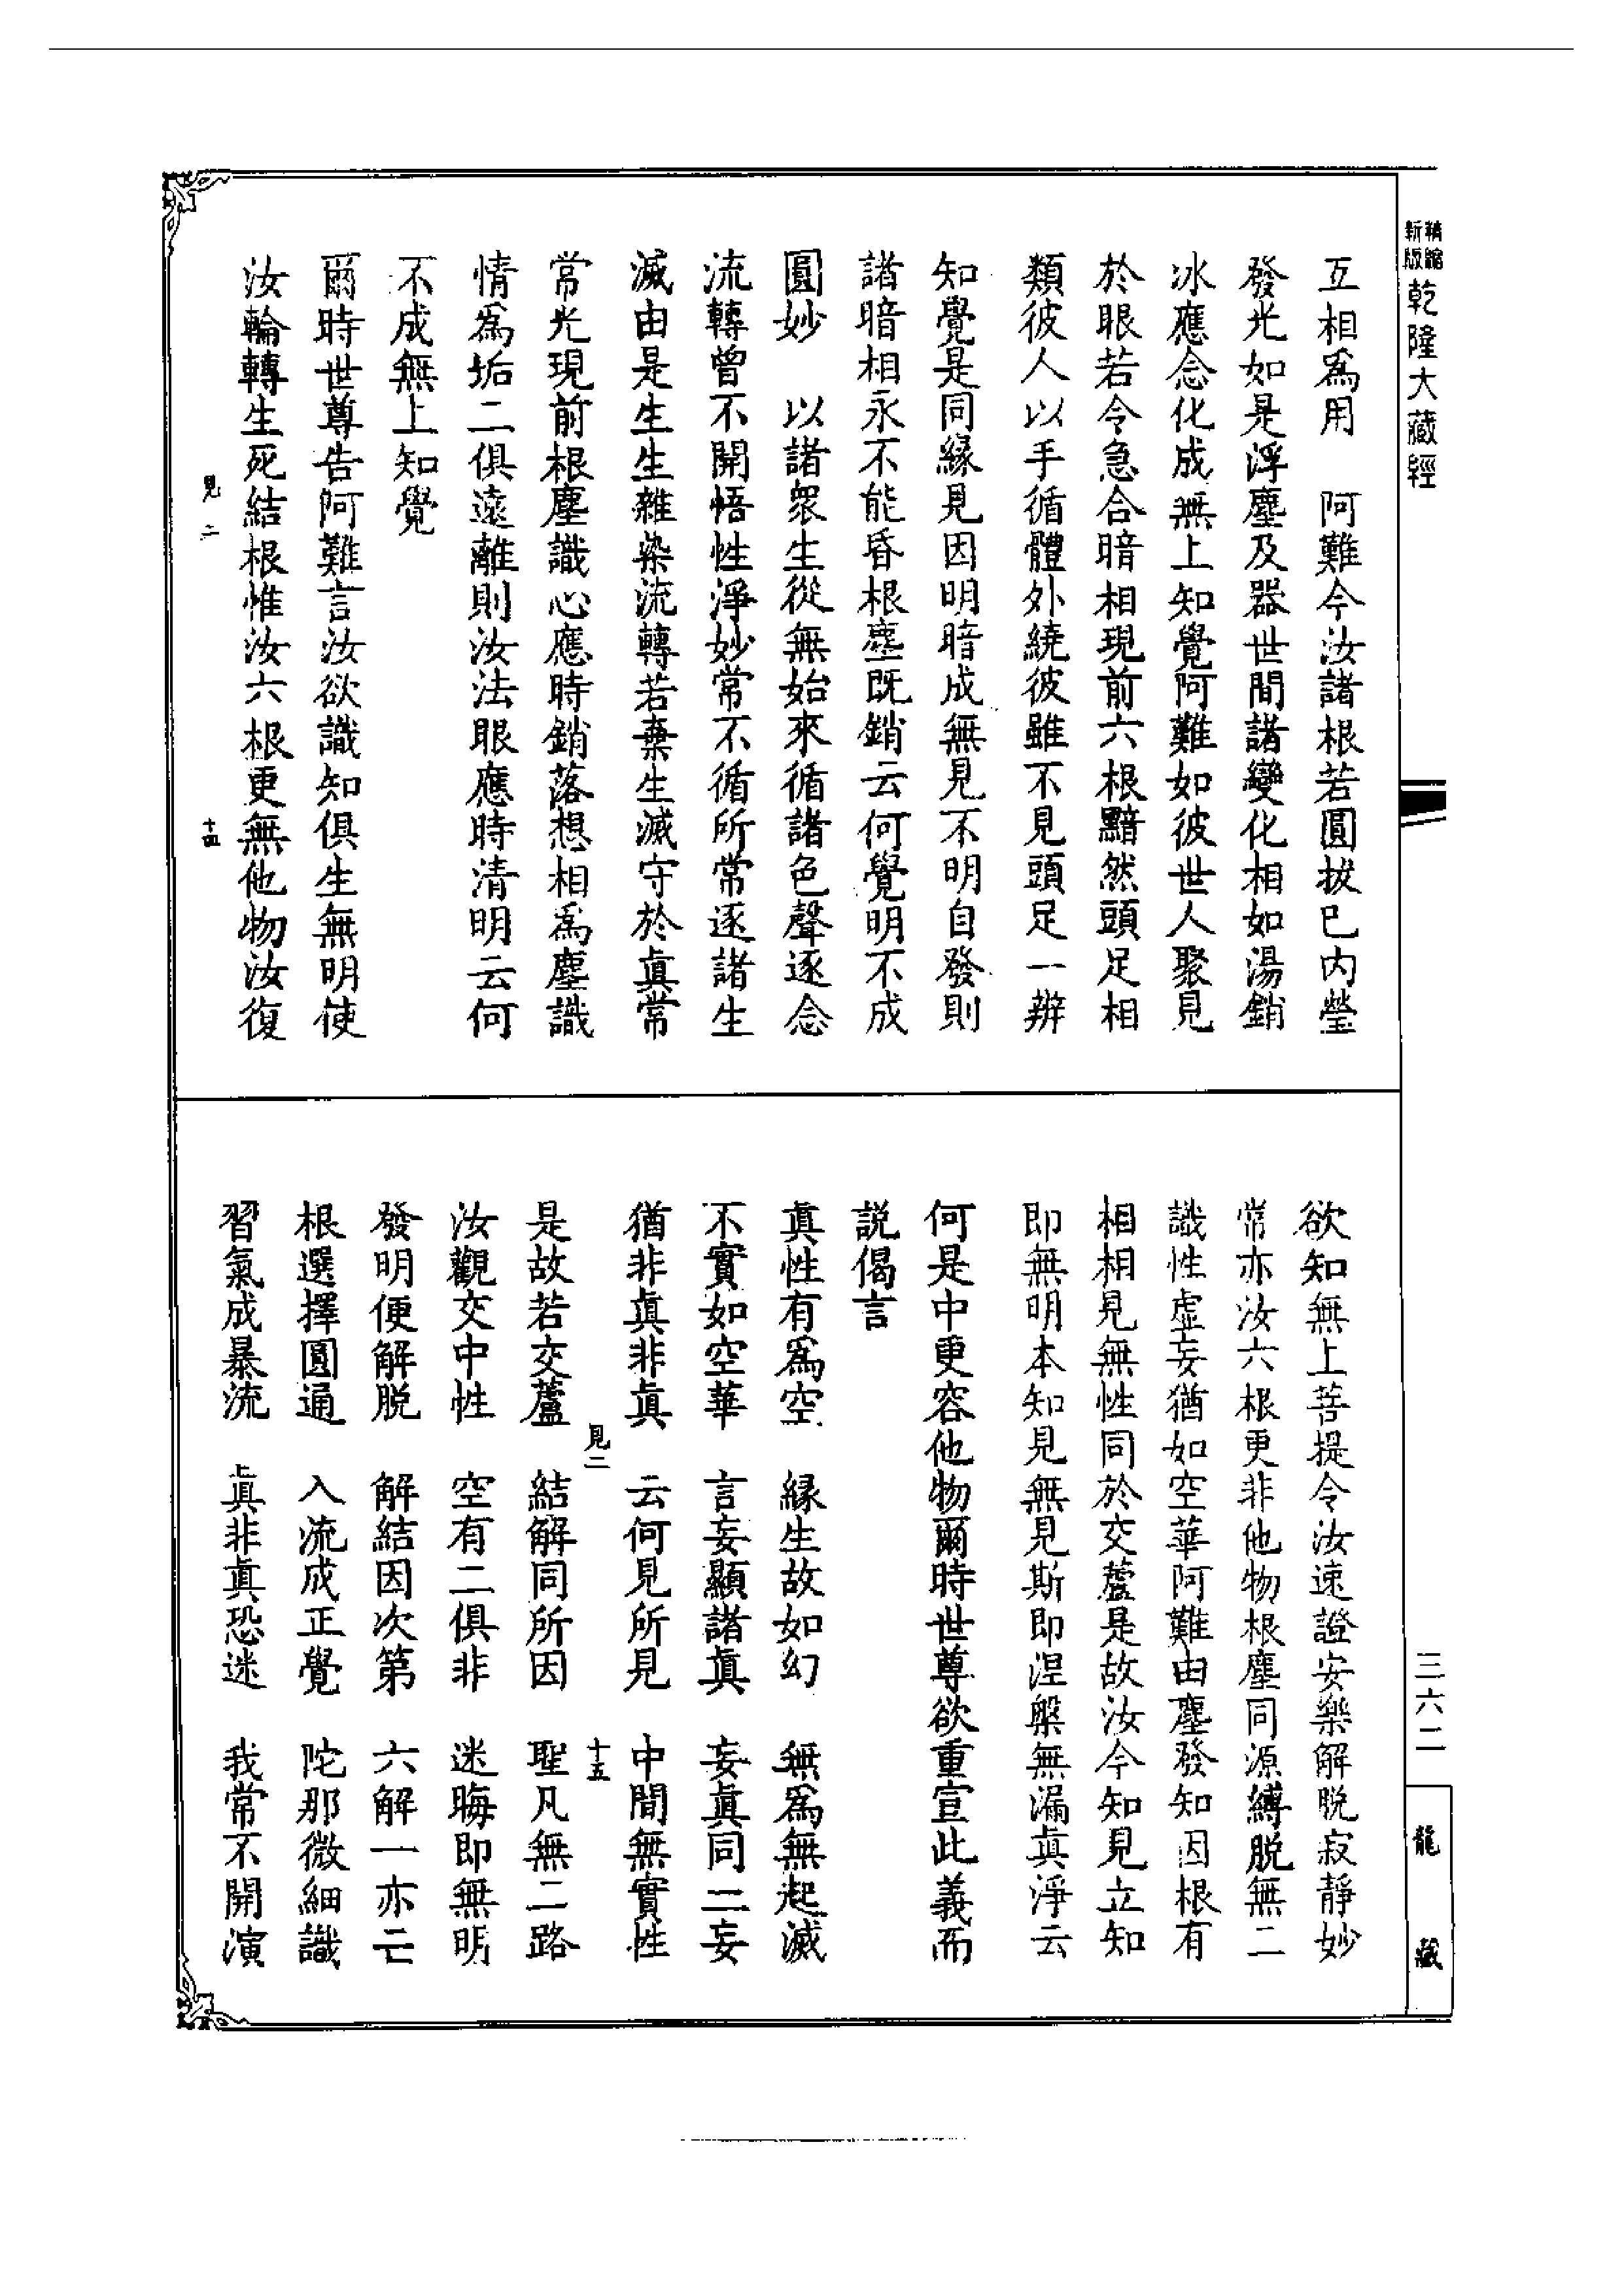 精縮
新版
乾隆大藏經
互相爲用　阿難今汝諸根若圓拔已內瑩
發光如是浮塵及器世間諸變化相如湯銷
冰應念化成無上知覺阿難如彼世人聚見
於眼若令急合暗相現前六根黯然頭足相
類彼人以手循體外繞彼雖不見頭足一辨
知覺是同緣見因明暗成無見不明自發則
諸暗相永不能昏根塵既銷云何覺明不成
圓妙　以諸衆生從無始來循諸色聲逐念
流轉曾不開悟性淨妙常不循所常逐諸生
滅由是生生雜染流轉若棄生滅守於眞常
常光現前根塵識心應時銷落想相爲塵識
情爲垢二俱遠離則汝法眼應時清明云何
不成無上知覺
爾時世尊告阿難言汝欲識知俱生無明使
汝輪轉生死結根惟汝六根更無他物汝復
見二
十四
欲知無上菩提令汝速證安樂解脫寂靜妙
常亦汝六根更非他物根塵同源縛脫無二
識性虛妄猶如空華阿難由塵發知因根有
相相見無性同於交蘆是故汝今知見立知
即無明本知見無見斯即涅槃無漏眞淨云
何是中更容他物爾時世尊欲重宣此義而
説偈言
眞性有爲空　緣生故如幻　無爲無起滅
不實如空華　言妄顯諸眞　妄眞同二妄
猶非眞非眞　云何見所見　中間無實性
見二
十五
是故若交蘆　結解同所因　聖凡無二路
汝觀交中性　空有二俱非　迷晦即無明
發明便解脫　解結因次第　六解一亦亡
根選擇圓通　入流成正覺　陀那微細識
習氣成暴流　眞非眞恐迷　我常不開演
三六二
龍藏